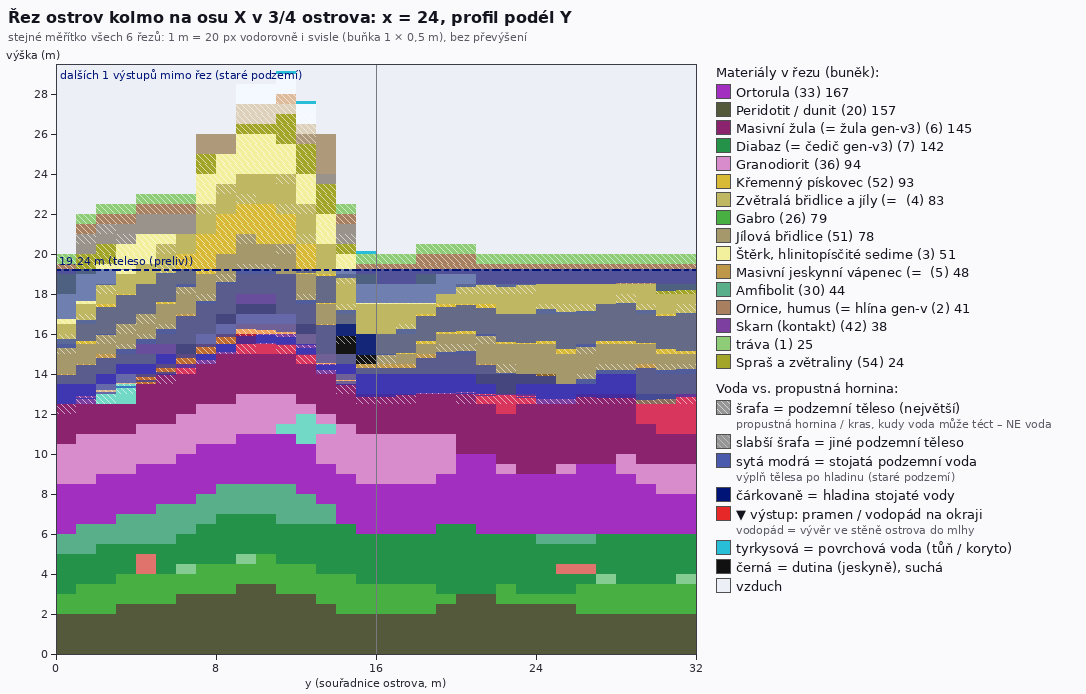 Řez ostrov kolmo na osu X v 3/4 ostrova: x = 24, profil podél Y
stejné měřítko všech 6 řezů: 1 m = 20 px vodorovně i svisle (buňka 1 × 0,5 m), bez převýšení
výška (m)
dalších 1 výstupů mimo řez (staré podzemí)
28
26
24
22
20
19.24 m (teleso (preliv))
18
16
14
12
10
8
6
4
2
0
0
8
16
24
32
y (souřadnice ostrova, m)
Materiály v řezu (buněk):
Ortorula (33) 167
Peridotit / dunit (20) 157
Masivní žula (= žula gen-v3) (6) 145
Diabaz (= čedič gen-v3) (7) 142
Granodiorit (36) 94
Křemenný pískovec (52) 93
Zvětralá břidlice a jíly (=  (4) 83
Gabro (26) 79
Jílová břidlice (51) 78
Štěrk, hlinitopísčité sedime (3) 51
Masivní jeskynní vápenec (=  (5) 48
Amfibolit (30) 44
Ornice, humus (= hlína gen-v (2) 41
Skarn (kontakt) (42) 38
tráva (1) 25
Spraš a zvětraliny (54) 24
Voda vs. propustná hornina:
šrafa = podzemní těleso (největší)
propustná hornina / kras, kudy voda může téct – NE voda
slabší šrafa = jiné podzemní těleso
sytá modrá = stojatá podzemní voda
výplň tělesa po hladinu (staré podzemí)
čárkovaně = hladina stojaté vody
▼ výstup: pramen / vodopád na okraji
vodopád = vývěr ve stěně ostrova do mlhy
tyrkysová = povrchová voda (tůň / koryto)
černá = dutina (jeskyně), suchá
vzduch